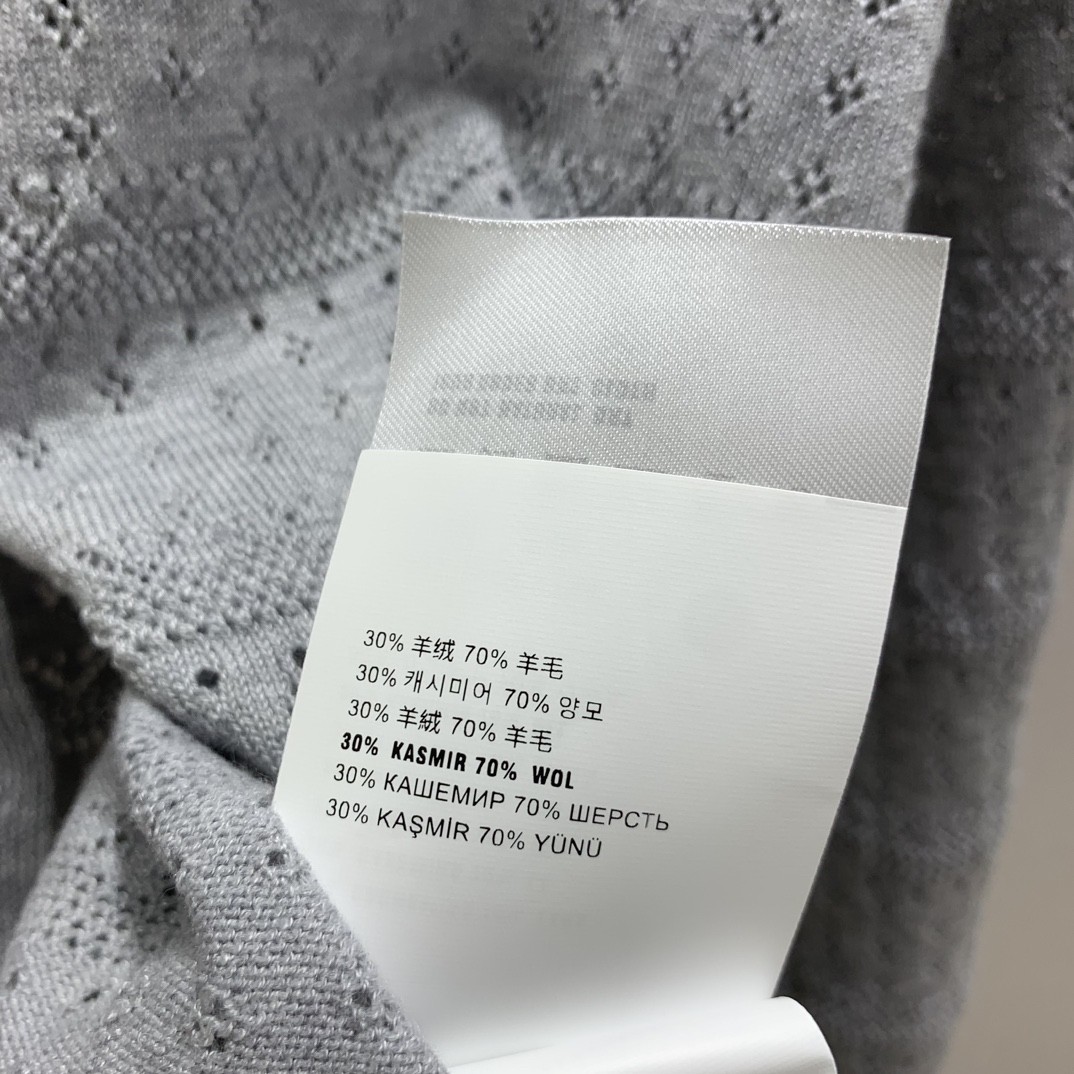 30% 羊绒 70% 羊毛
30% 캐시미어 70% 양모
30% 羊絨 70% 羊毛
30% KASMIR 70% WOL
30% КАШЕМИР 70% ШЕРСТЬ
30% KAŞMİR 70% YÜNÜ